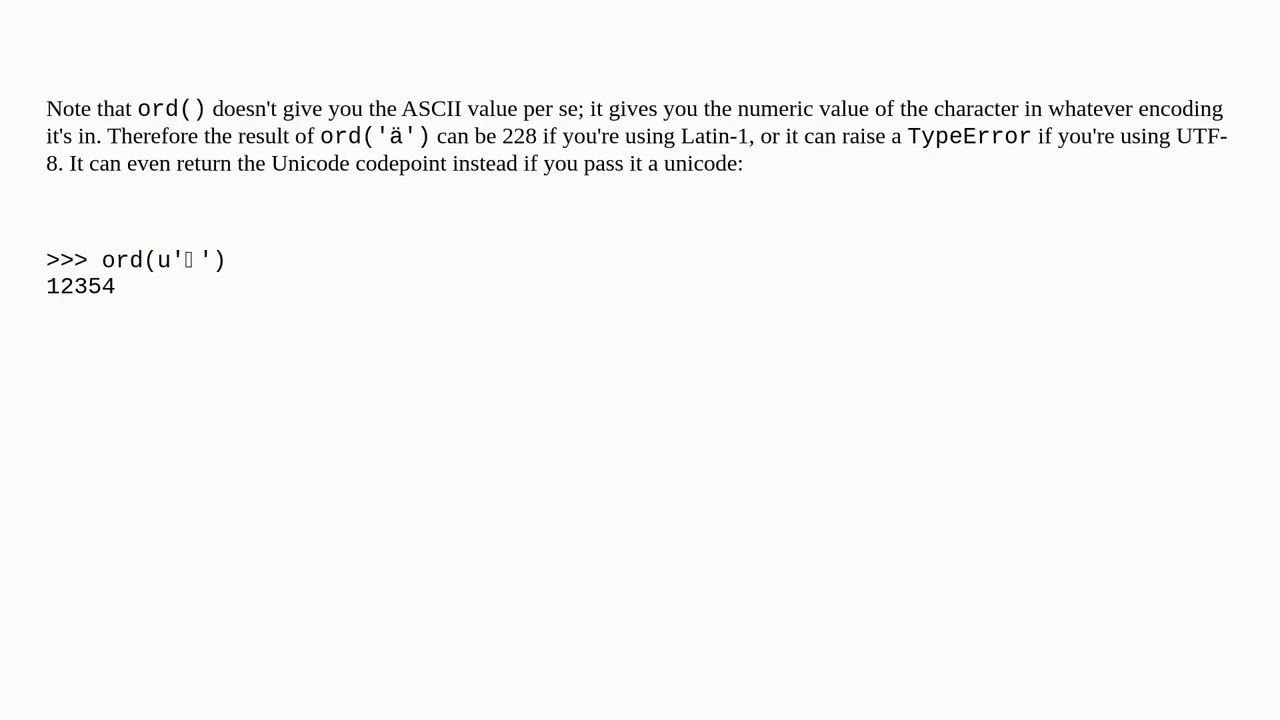 Note that ord() doesn't give you the ASCII value per se; it gives you the numeric value of the character in whatever encoding
it's in. Therefore the result of ord('ä') can be 228 if you're using Latin-1, or it can raise a TypeError if you're using UTF-
8. It can even return the Unicode codepoint instead if you pass it a unicode:
>>> ord(u'▯')
12354